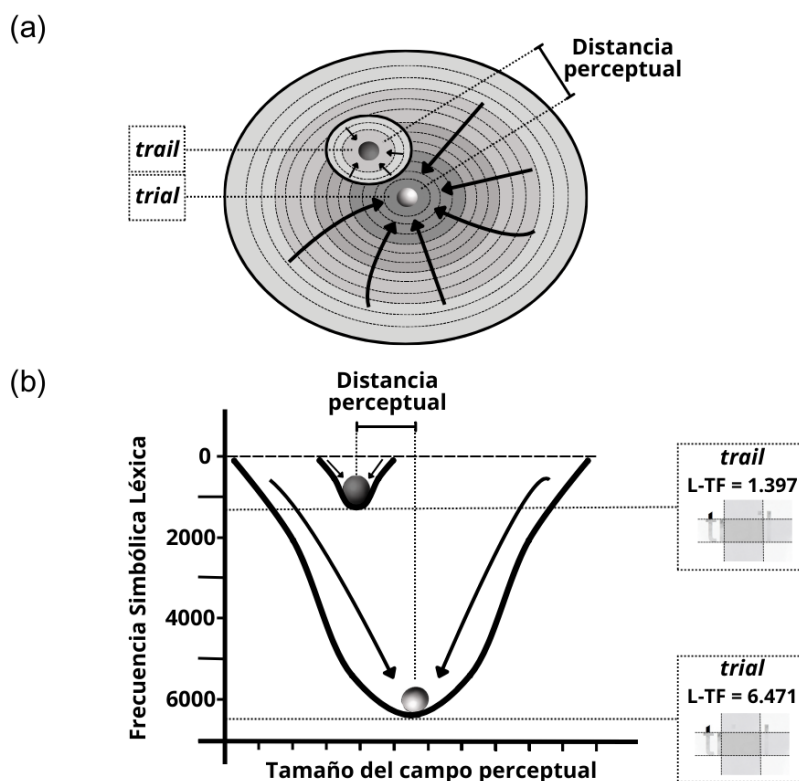 (a)
Distancia
perceptual
trail
trial
(b)
Distancia
perceptual
Frecuencia Simbólica Léxica
0
2000
4000
6000
trail
L-TF = 1.397
trial
L-TF = 6.471
Tamaño del campo perceptual